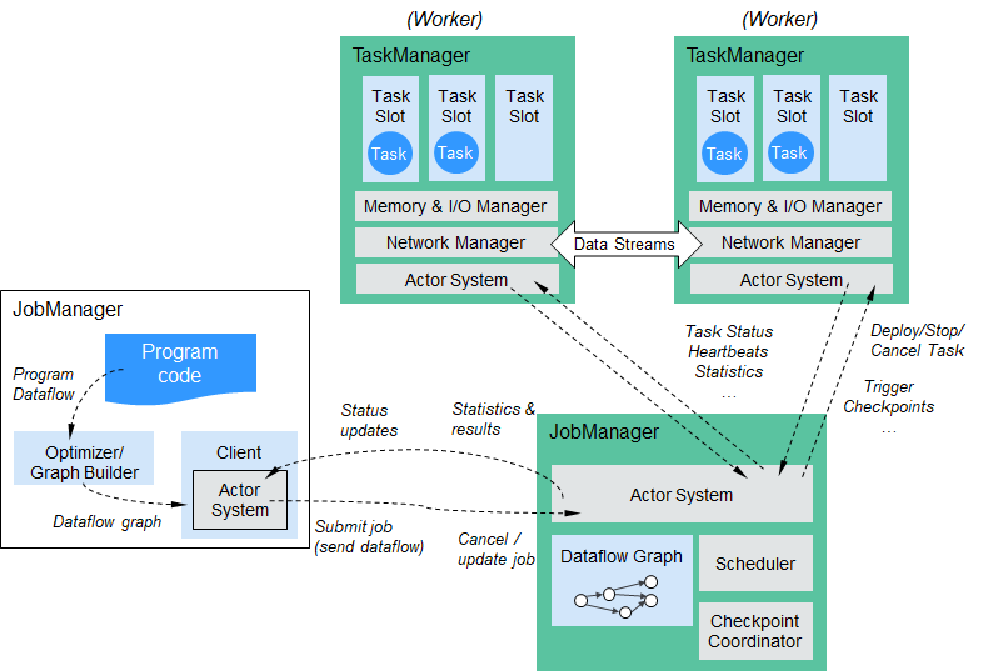 (Worker)
TaskManager
Task
Slot
Task
Slot
Task
Slot
Task
Task
Memory & I/O Manager
Network Manager
Actor System
(Worker)
TaskManager
Task
Slot
Task
Slot
Task
Slot
Task
Task
Memory & I/O Manager
Network Manager
Actor System
Data Streams
JobManager
Program
code
Program
Dataflow
Optimizer/
Graph Builder
Client
Actor
System
Dataflow graph
Status
updates
Statistics &
results
Submit job
(send dataflow)
Cancel /
update job
Task Status
Heartbeats
Statistics
...
Deploy/Stop/
Cancel Task
Trigger
Checkpoints
...
JobManager
Actor System
Dataflow Graph
Scheduler
Checkpoint
Coordinator